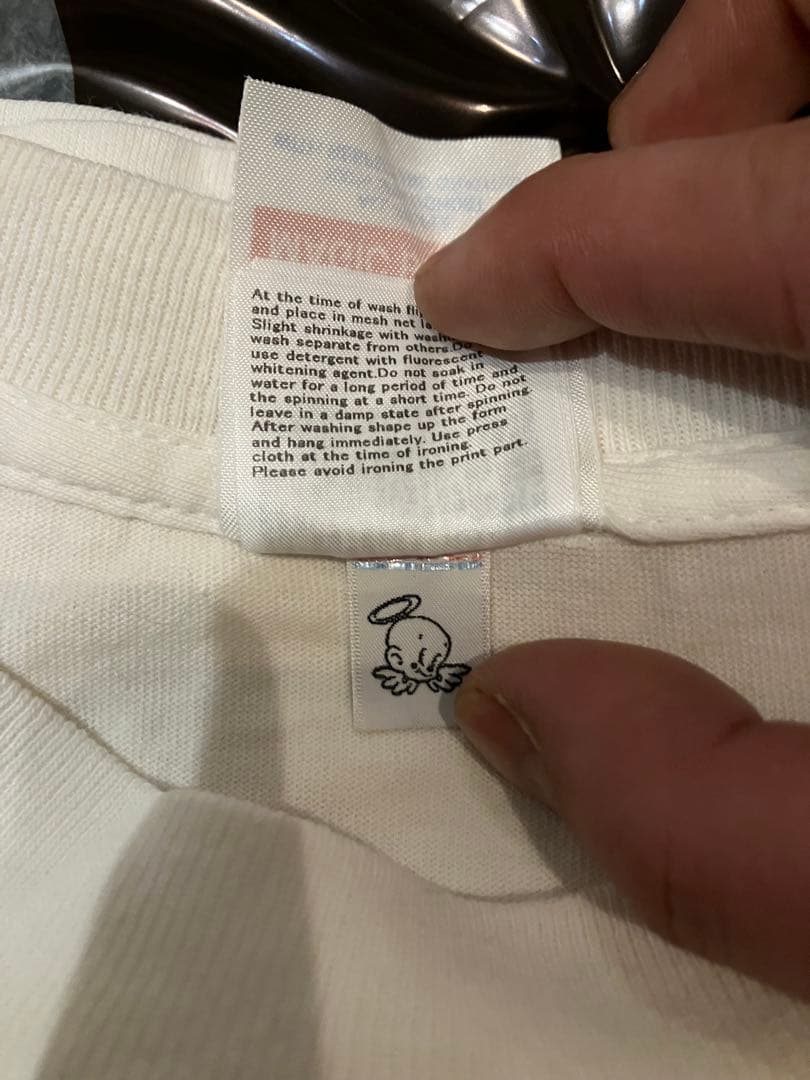 At the time of wash
and place in mesh net
Slight shrinkage with
wash separate from others.Do
use detergent with fluorescent
whitening agent.Do not soak in
water for a long period of time and
the spinning at a short time. Do not
leave in a damp state after spinning.
After washing shape up the form
and hang immediately. Use press
cloth at the time of ironing.
Please avoid ironing the print part.